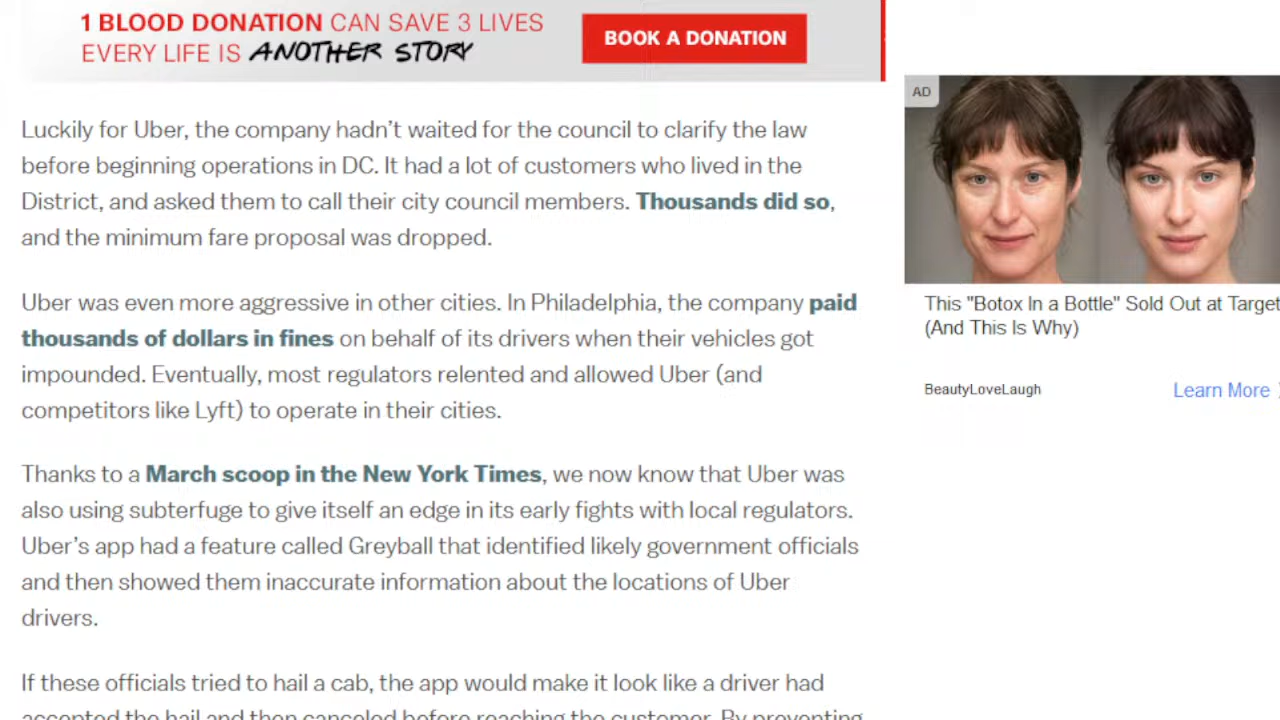 1 BLOOD DONATION CAN SAVE 3 LIVES
EVERY LIFE IS ANOTHER STORY
BOOK A DONATION
Luckily for Uber, the company hadn’t waited for the council to clarify the law
before beginning operations in DC. It had a lot of customers who lived in the
District, and asked them to call their city council members. Thousands did so,
and the minimum fare proposal was dropped.
Uber was even more aggressive in other cities. In Philadelphia, the company paid
thousands of dollars in fines on behalf of its drivers when their vehicles got
impounded. Eventually, most regulators relented and allowed Uber (and
competitors like Lyft) to operate in their cities.
Thanks to a March scoop in the New York Times, we now know that Uber was
also using subterfuge to give itself an edge in its early fights with local regulators.
Uber’s app had a feature called Greyball that identified likely government officials
and then showed them inaccurate information about the locations of Uber
drivers.
If these officials tried to hail a cab, the app would make it look like a driver had
accepted the hail and then canceled before reaching the customer. By preventing
AD
This "Botox In a Bottle" Sold Out at Target
(And This Is Why)
BeautyLoveLaugh
Learn More